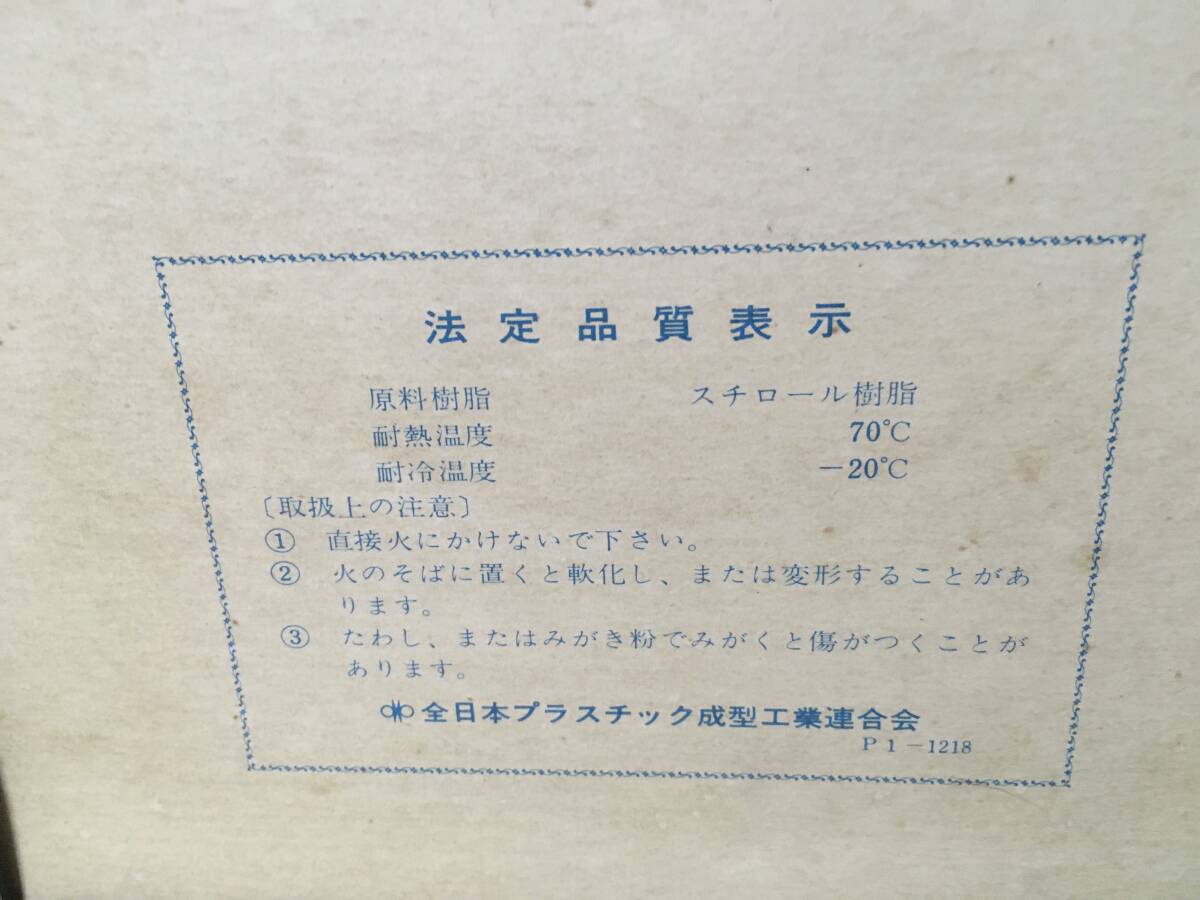 法定品質表示
原料樹脂 スチロール樹脂
耐熱温度 70℃
耐冷温度 −20℃
〔取扱上の注意〕
① 直接火にかけないで下さい。
② 火のそばに置くと軟化し、または変形することがあ
ります。
③ たわし、またはみがき粉でみがくと傷がつくことが
あります。
全日本プラスチック成型工業連合会
P1−1218